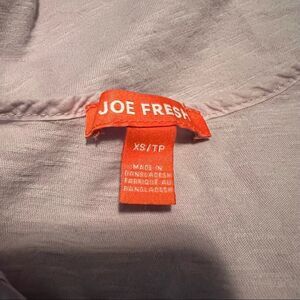 JOE FRESH
XS/TP
MADE IN
BANGLADESH
FABRIQUÉ AU
BANGLADESH